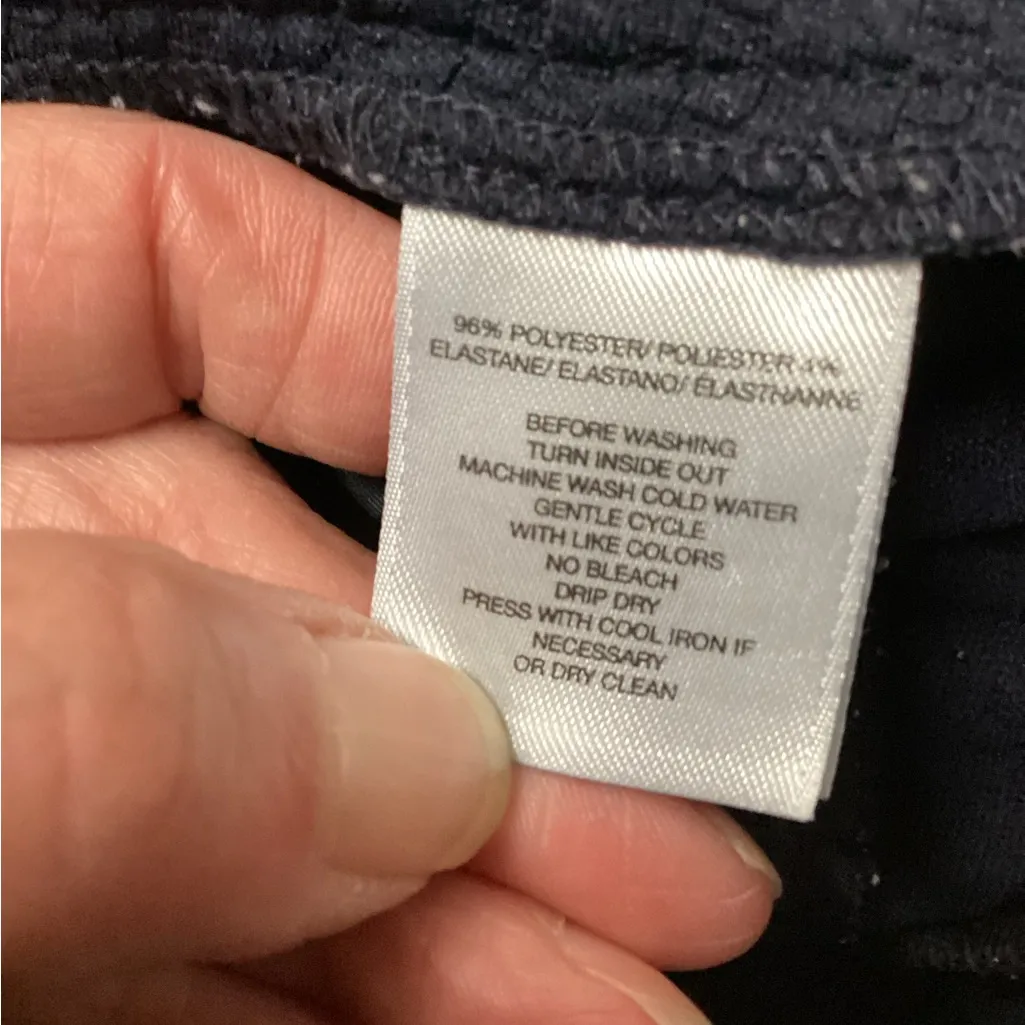 96% POLYESTER/ POLIESTER 4%
ELASTANE/ ELASTANO/ ELASTHANNE
BEFORE WASHING
TURN INSIDE OUT
MACHINE WASH COLD WATER
GENTLE CYCLE
WITH LIKE COLORS
NO BLEACH
DRIP DRY
PRESS WITH COOL IRON IF
NECESSARY
OR DRY CLEAN